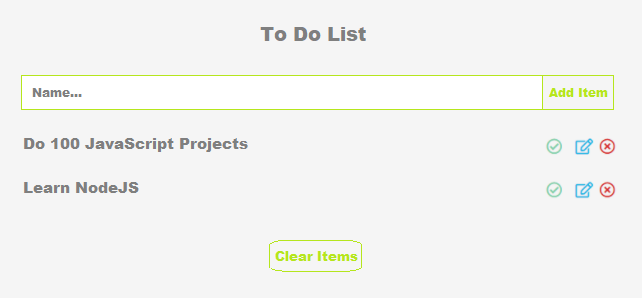 To Do List
Name...
Add Item
Do 100 JavaScript Projects
Learn NodeJS
Clear Items